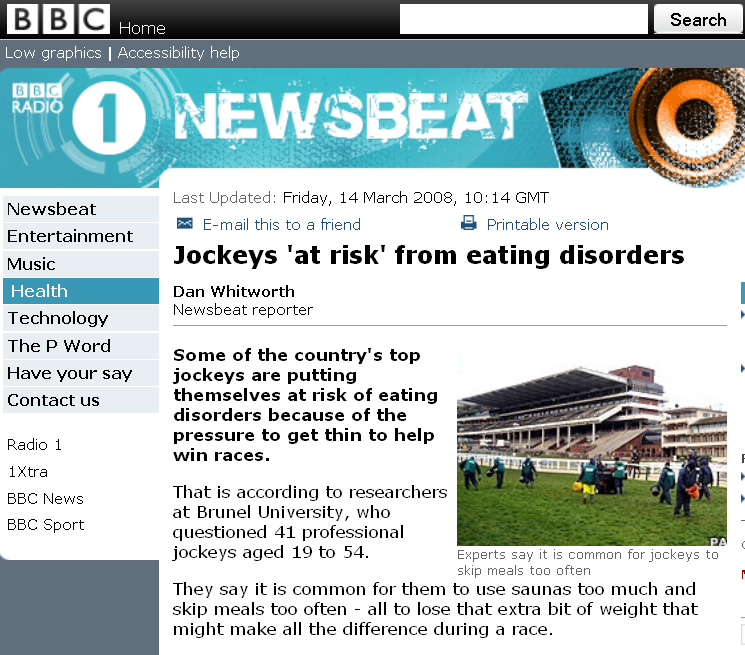 BBC Home
Search
Low graphics | Accessibility help
BBC
RADIO
1 NEWSBEAT
Newsbeat
Entertainment
Music
Health
Technology
The P Word
Have your say
Contact us
Radio 1
1Xtra
BBC News
BBC Sport
Last Updated: Friday, 14 March 2008, 10:14 GMT
E-mail this to a friend
Printable version
Jockeys 'at risk' from eating disorders
Dan Whitworth
Newsbeat reporter
Some of the country's top
jockeys are putting
themselves at risk of eating
disorders because of the
pressure to get thin to help
win races.
That is according to researchers
at Brunel University, who
questioned 41 professional
jockeys aged 19 to 54.
PA
Experts say it is common for jockeys to
skip meals too often
They say it is common for them to use saunas too much and
skip meals too often - all to lose that extra bit of weight that
might make all the difference during a race.